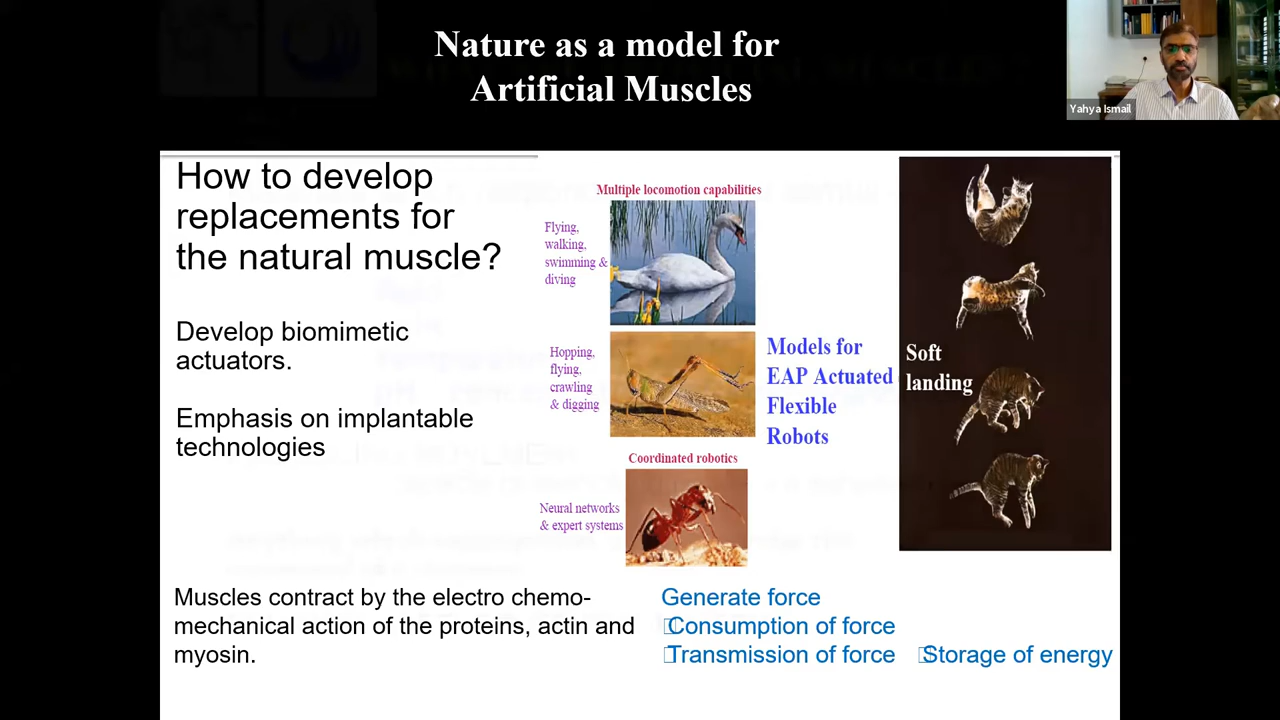 Nature as a model for
Artificial Muscles
Yahya Ismail
How to develop
replacements for
the natural muscle?
Develop biomimetic
actuators.
Emphasis on implantable
technologies
Multiple locomotion capabilities
Flying,
walking,
swimming &
diving
Hopping,
flying,
crawling
& digging
Coordinated robotics
Neural networks
& expert systems
Models for
EAP Actuated
Flexible
Robots
Soft
landing
Muscles contract by the electro chemo-
mechanical action of the proteins, actin and
myosin.
Generate force
Consumption of force
Transmission of force
Storage of energy